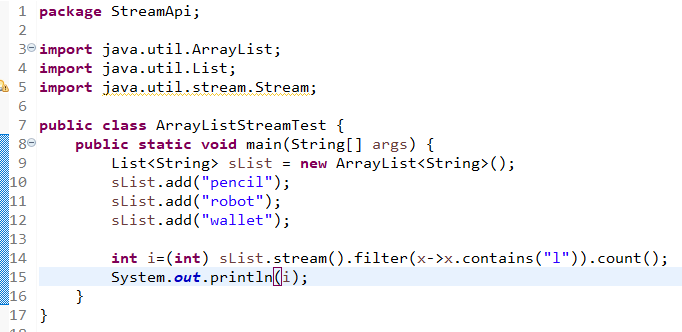 1 package StreamApi;
2
3 import java.util.ArrayList;
4 import java.util.List;
5 import java.util.stream.Stream;
6
7 public class ArrayListStreamTest {
8     public static void main(String[] args) {
9         List<String> sList = new ArrayList<String>();
10         sList.add("pencil");
11         sList.add("robot");
12         sList.add("wallet");
13
14         int i=(int) sList.stream().filter(x->x.contains("l")).count();
15         System.out.println(i);
16     }
17 }